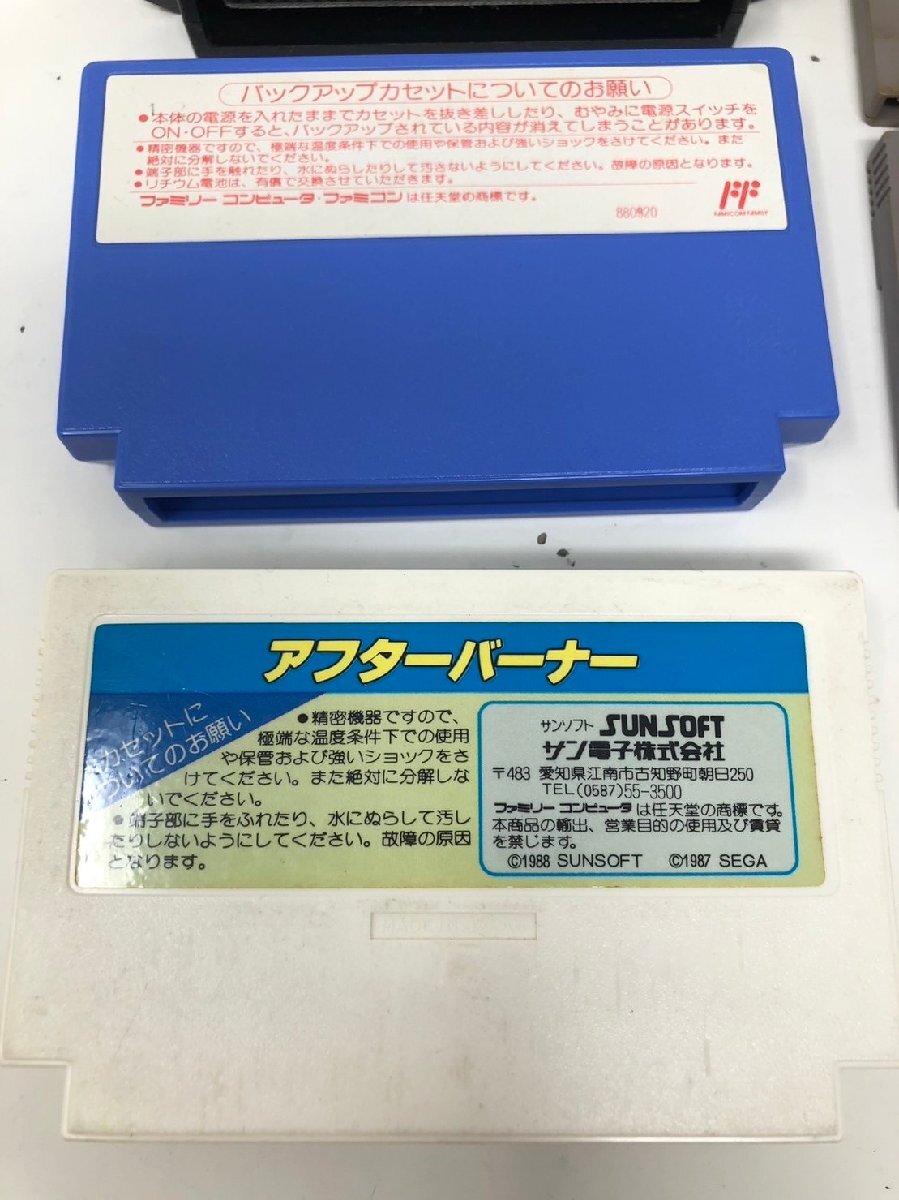 バックアップカセットについてのお願い
●本体の電源を入れたままでカセットを抜き差ししたり、むやみに電源スイッチを
ON・OFFすると、バックアップされている内容が消えてしまうことがあります。
●精密機器ですので、極端な温度条件下での使用や保管および強いショックをさけてください。また
絶対に分解しないでください。
●端子部に手を触れたり、水にぬらしたりして汚さないようにしてください。故障の原因となります。
●リチウム電池は、有償で交換させていただきます。
ファミリー コンピュータ・ファミコンは任天堂の商標です。
FF
FAMICOM FAMILY
880920
アフターバーナー
カセットに
ついてのお願い
●精密機器ですので、
極端な温度条件下での使用
や保管および強いショックをさ
けてください。また絶対に分解しな
いでください。
●端子部に手をふれたり、水にぬらして汚し
たりしないようにしてください。故障の原因
となります。
サンソフト SUNSOFT
サン電子株式会社
〒483 愛知県江南市古知野町朝日250
TEL(0587)55-3500
ファミリー コンピュータは任天堂の商標です。
本商品の輸出、営業目的の使用及び賃貸
を禁じます。
©1988 SUNSOFT ©1987 SEGA